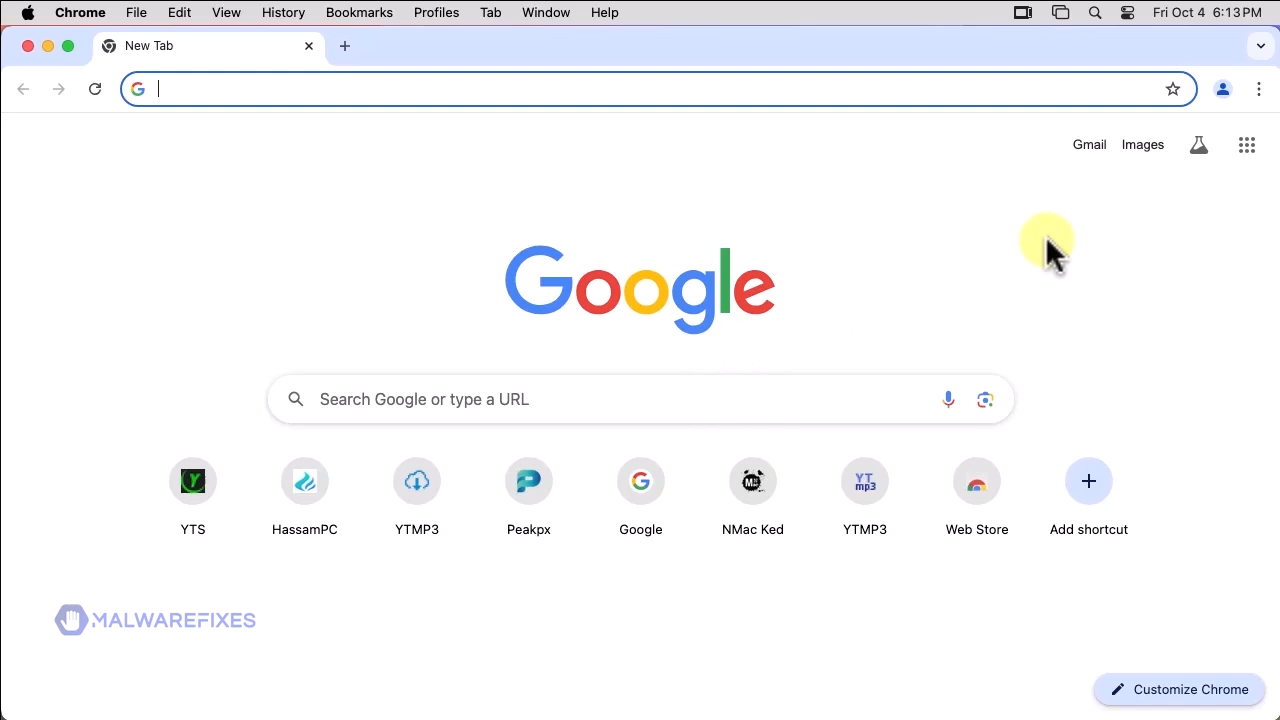 Chrome File Edit View History Bookmarks Profiles Tab Window Help Fri Oct 4 6:13 PM
New Tab
Gmail Images
Google
Search Google or type a URL
YTS HassamPC YTMP3 Peakpx Google NMac Ked YTMP3 Web Store Add shortcut
MALWAREFIXES
Customize Chrome